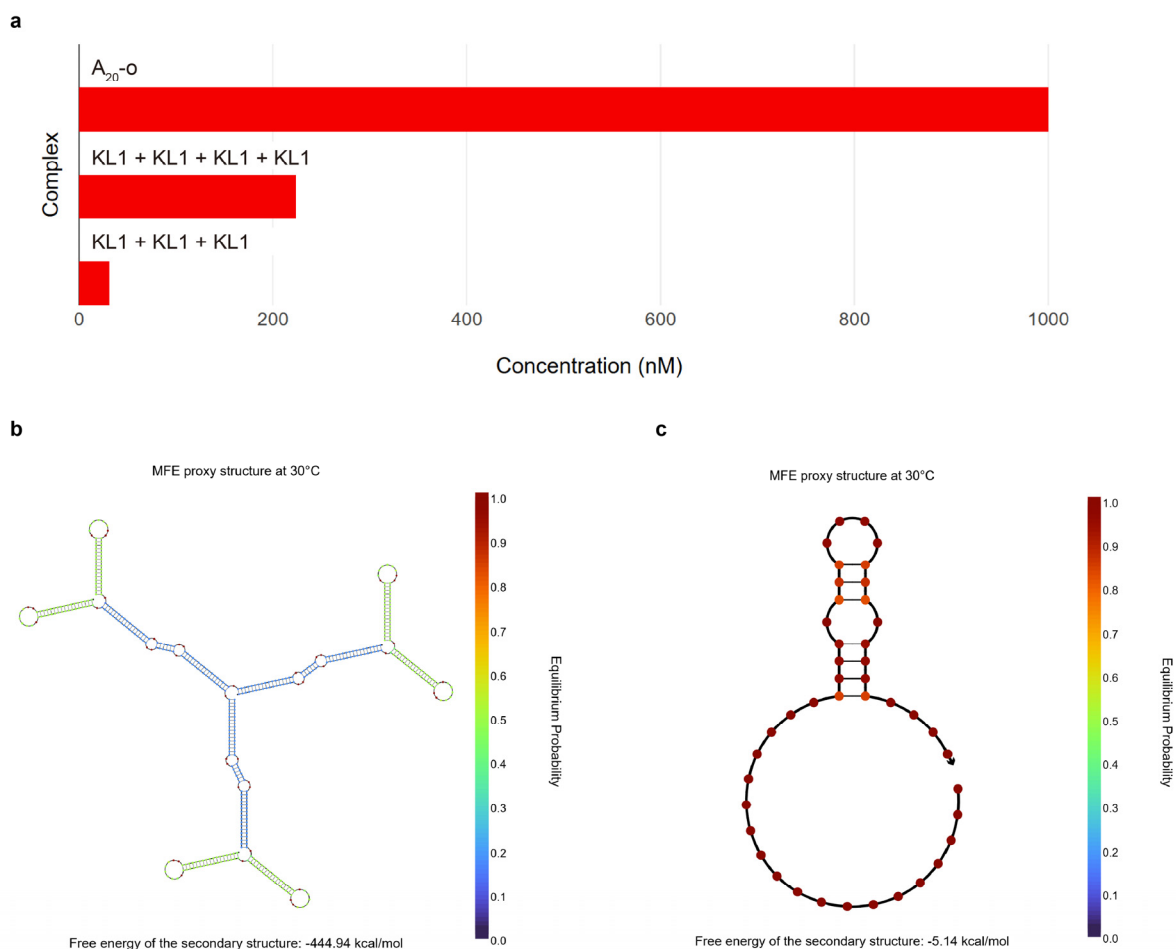 a
A₂₀-o
KL1 + KL1 + KL1 + KL1
KL1 + KL1 + KL1
Complex
0 200 400 600 800 1000
Concentration (nM)
b
MFE proxy structure at 30°C
1.0
0.9
0.8
0.7
0.6
0.5
0.4
0.3
0.2
0.1
0.0
Equilibrium Probability
Free energy of the secondary structure: -444.94 kcal/mol
c
MFE proxy structure at 30°C
1.0
0.9
0.8
0.7
0.6
0.5
0.4
0.3
0.2
0.1
0.0
Equilibrium Probability
Free energy of the secondary structure: -5.14 kcal/mol